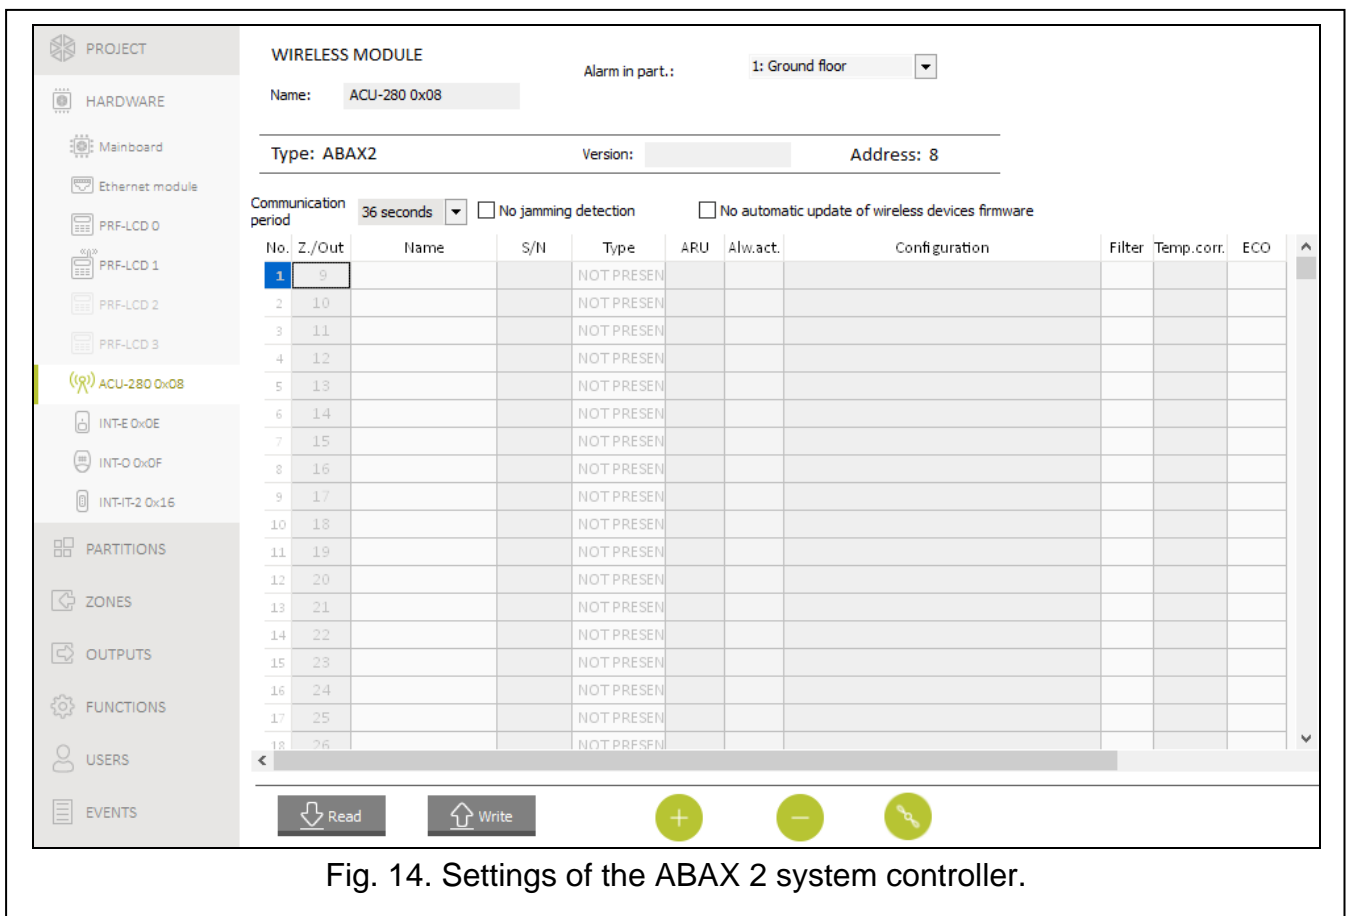 PROJECT
HARDWARE
Mainboard
Ethernet module
PRF-LCD 0
PRF-LCD 1
PRF-LCD 2
PRF-LCD 3
ACU-280 0x08
INT-E 0x0E
INT-O 0x0F
INT-IT-2 0x16
PARTITIONS
ZONES
OUTPUTS
FUNCTIONS
USERS
EVENTS
WIRELESS MODULE
Alarm in part.: 1: Ground floor
Name: ACU-280 0x08
Type: ABAX2 Version: Address: 8
Communication period 36 seconds No jamming detection No automatic update of wireless devices firmware
No. Z./Out Name S/N Type ARU Alw.act. Configuration Filter Temp.corr. ECO
1 9 NOT PRESEN
2 10 NOT PRESEN
3 11 NOT PRESEN
4 12 NOT PRESEN
5 13 NOT PRESEN
6 14 NOT PRESEN
7 15 NOT PRESEN
8 16 NOT PRESEN
9 17 NOT PRESEN
10 18 NOT PRESEN
11 19 NOT PRESEN
12 20 NOT PRESEN
13 21 NOT PRESEN
14 22 NOT PRESEN
15 23 NOT PRESEN
16 24 NOT PRESEN
17 25 NOT PRESEN
18 26 NOT PRESEN
Read Write
Fig. 14. Settings of the ABAX 2 system controller.